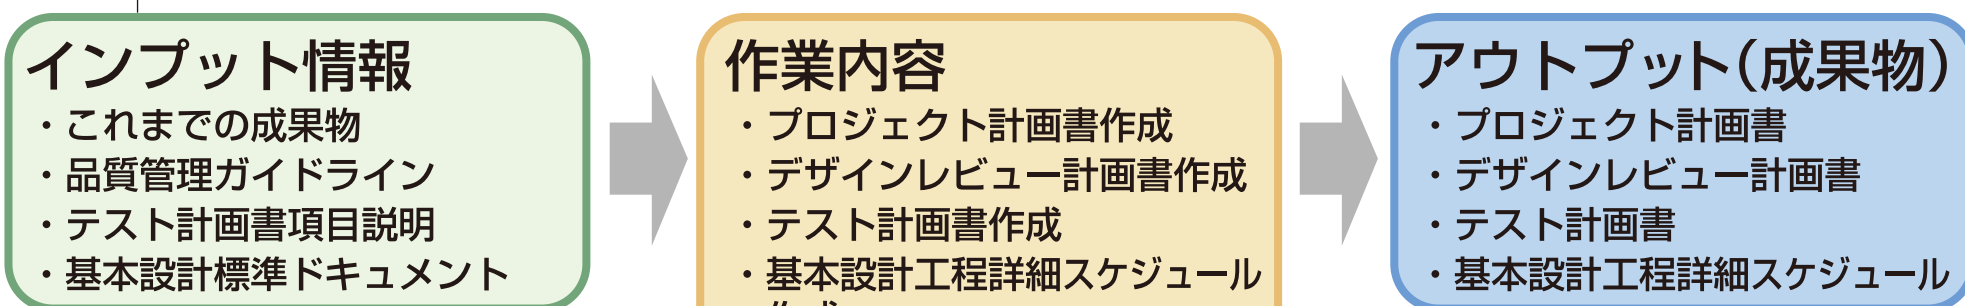 インプット情報
・これまでの成果物
・品質管理ガイドライン
・テスト計画書項目説明
・基本設計標準ドキュメント
作業内容
・プロジェクト計画書作成
・デザインレビュー計画書作成
・テスト計画書作成
・基本設計工程詳細スケジュール
アウトプット(成果物)
・プロジェクト計画書
・デザインレビュー計画書
・テスト計画書
・基本設計工程詳細スケジュール